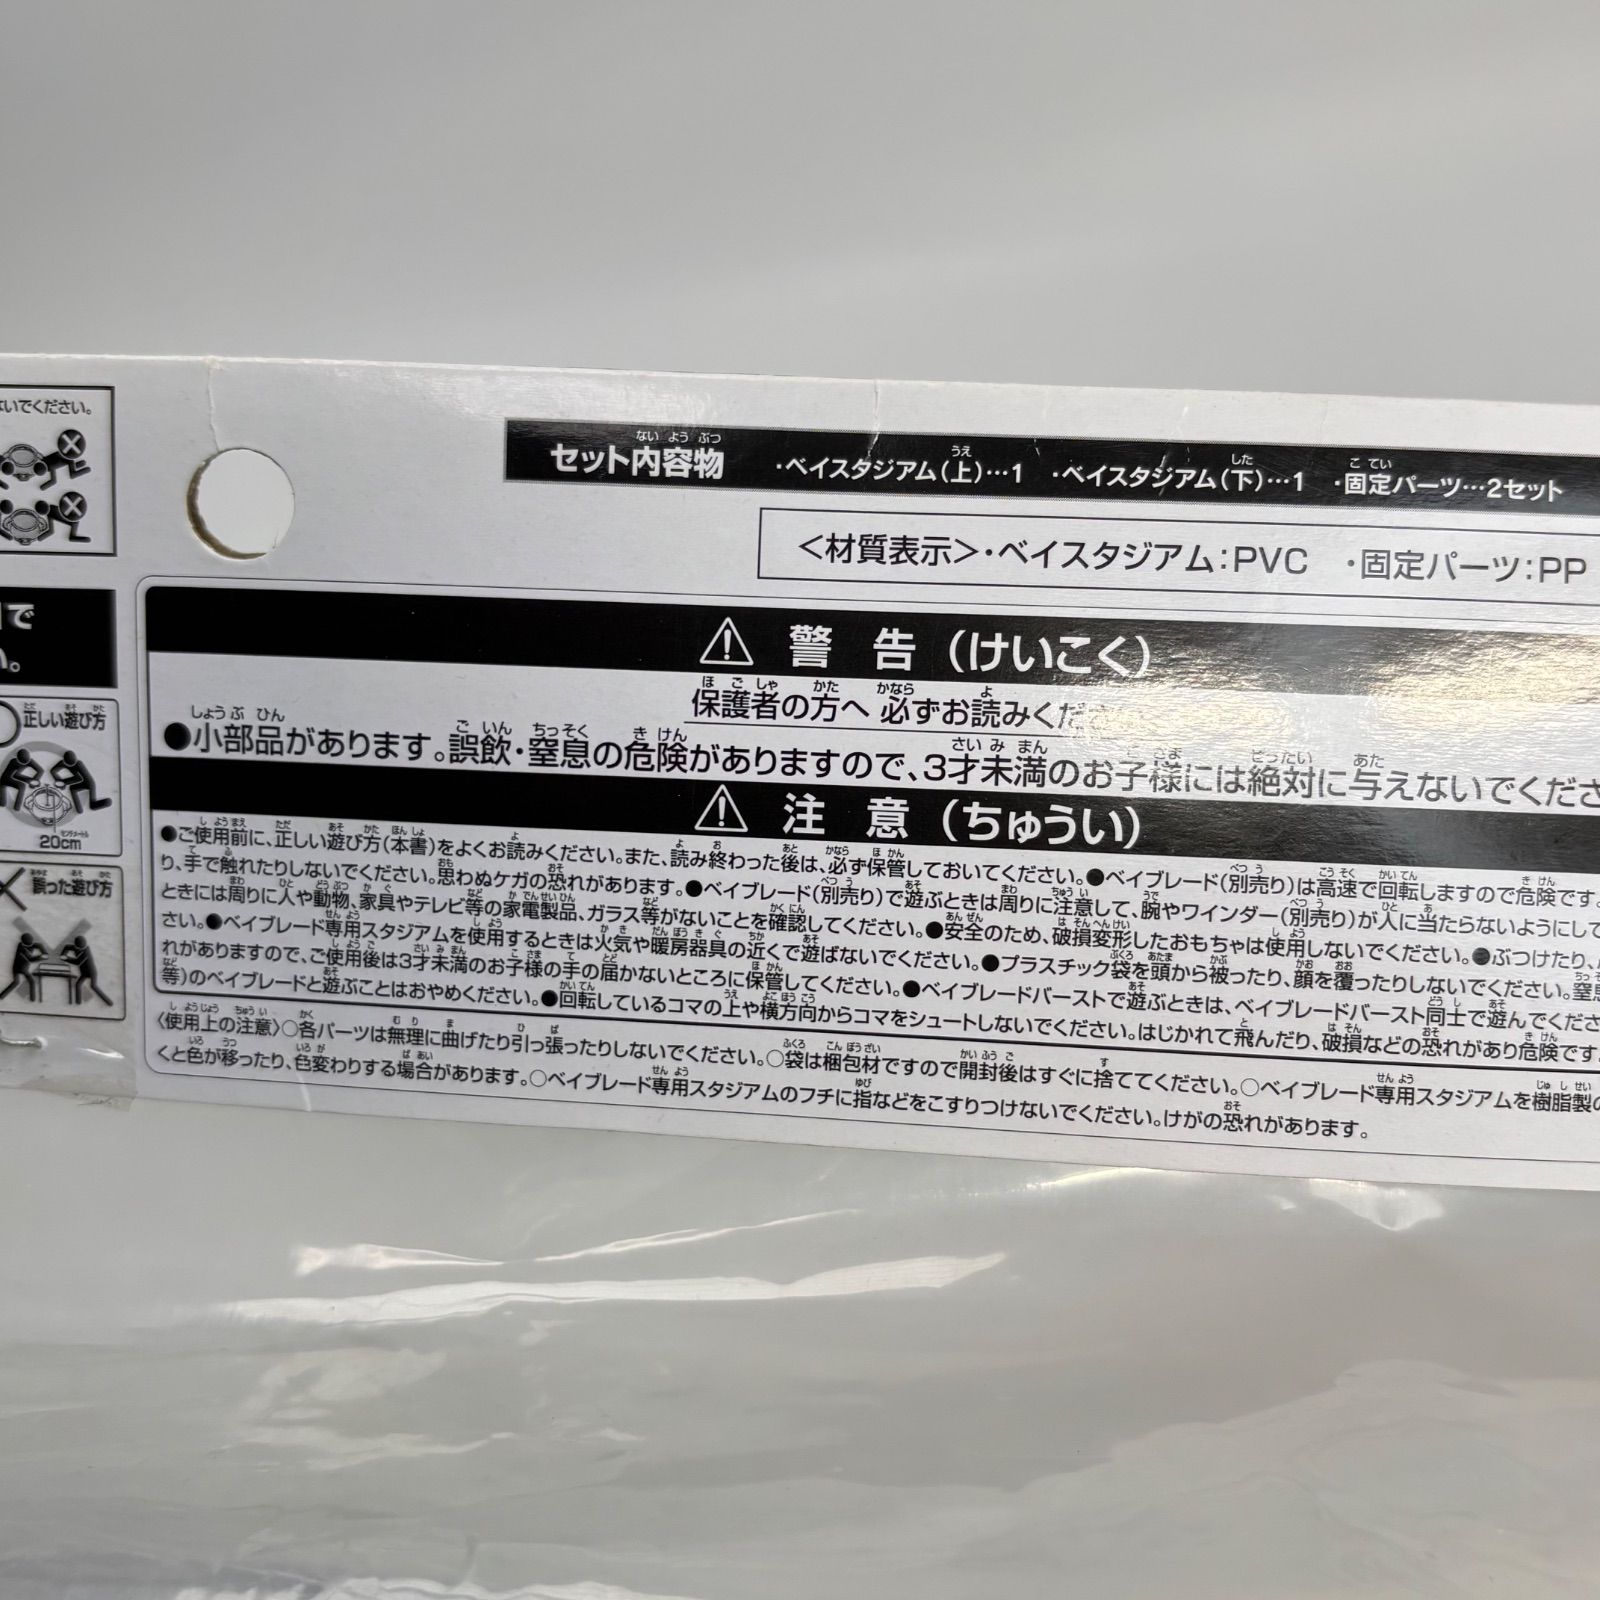 ないでください。
で
い。
正しい遊び方
20cm
誤った遊び方
セット内容物 ・ベイスタジアム(上)…1 ・ベイスタジアム(下)…1 ・固定パーツ…2セット
<材質表示>・ベイスタジアム:PVC ・固定パーツ:PP
⚠ 警告(けいこく)
保護者の方へ 必ずお読みくだ
●小部品があります。誤飲・窒息の危険がありますので、3才未満のお子様には絶対に与えないでくださ
⚠ 注意(ちゅうい)
●ご使用前に、正しい遊び方(本書)をよくお読みください。また、読み終わった後は、必ず保管しておいてください。●ベイブレード(別売り)は高速で回転しますので危険です。
り、手で触れたりしないでください。思わぬケガの恐れがあります。●ベイブレード(別売り)で遊ぶときは周りに注意して、腕やワインダー(別売り)が人に当たらないようにして
ときには周りに人や動物、家具やテレビ等の家電製品、ガラス等がないことを確認してください。●安全のため、破損変形したおもちゃは使用しないでください。●ぶつけたり、
さい。●ベイブレード専用スタジアムを使用するときは火気や暖房器具の近くで遊ばないでください。●プラスチック袋を頭から被ったり、顔を覆ったりしないでください。窒息
れがありますので、ご使用後は3才未満のお子様の手の届かないところに保管してください。●ベイブレードバーストで遊ぶときは、ベイブレードバースト同士で遊んでくださ
等)のベイブレードと遊ぶことはおやめください。●回転しているコマの上や横方向からコマをシュートしないでください。はじかれて飛んだり、破損などの恐れがあり危険です。
〈使用上の注意〉○各パーツは無理に曲げたり引っ張ったりしないでください。○袋は梱包材ですので開封後はすぐに捨ててください。○ベイブレード専用スタジアムを樹脂製の
くと色が移ったり、色変わりする場合があります。○ベイブレード専用スタジアムのフチに指などをこすりつけないでください。けがの恐れがあります。